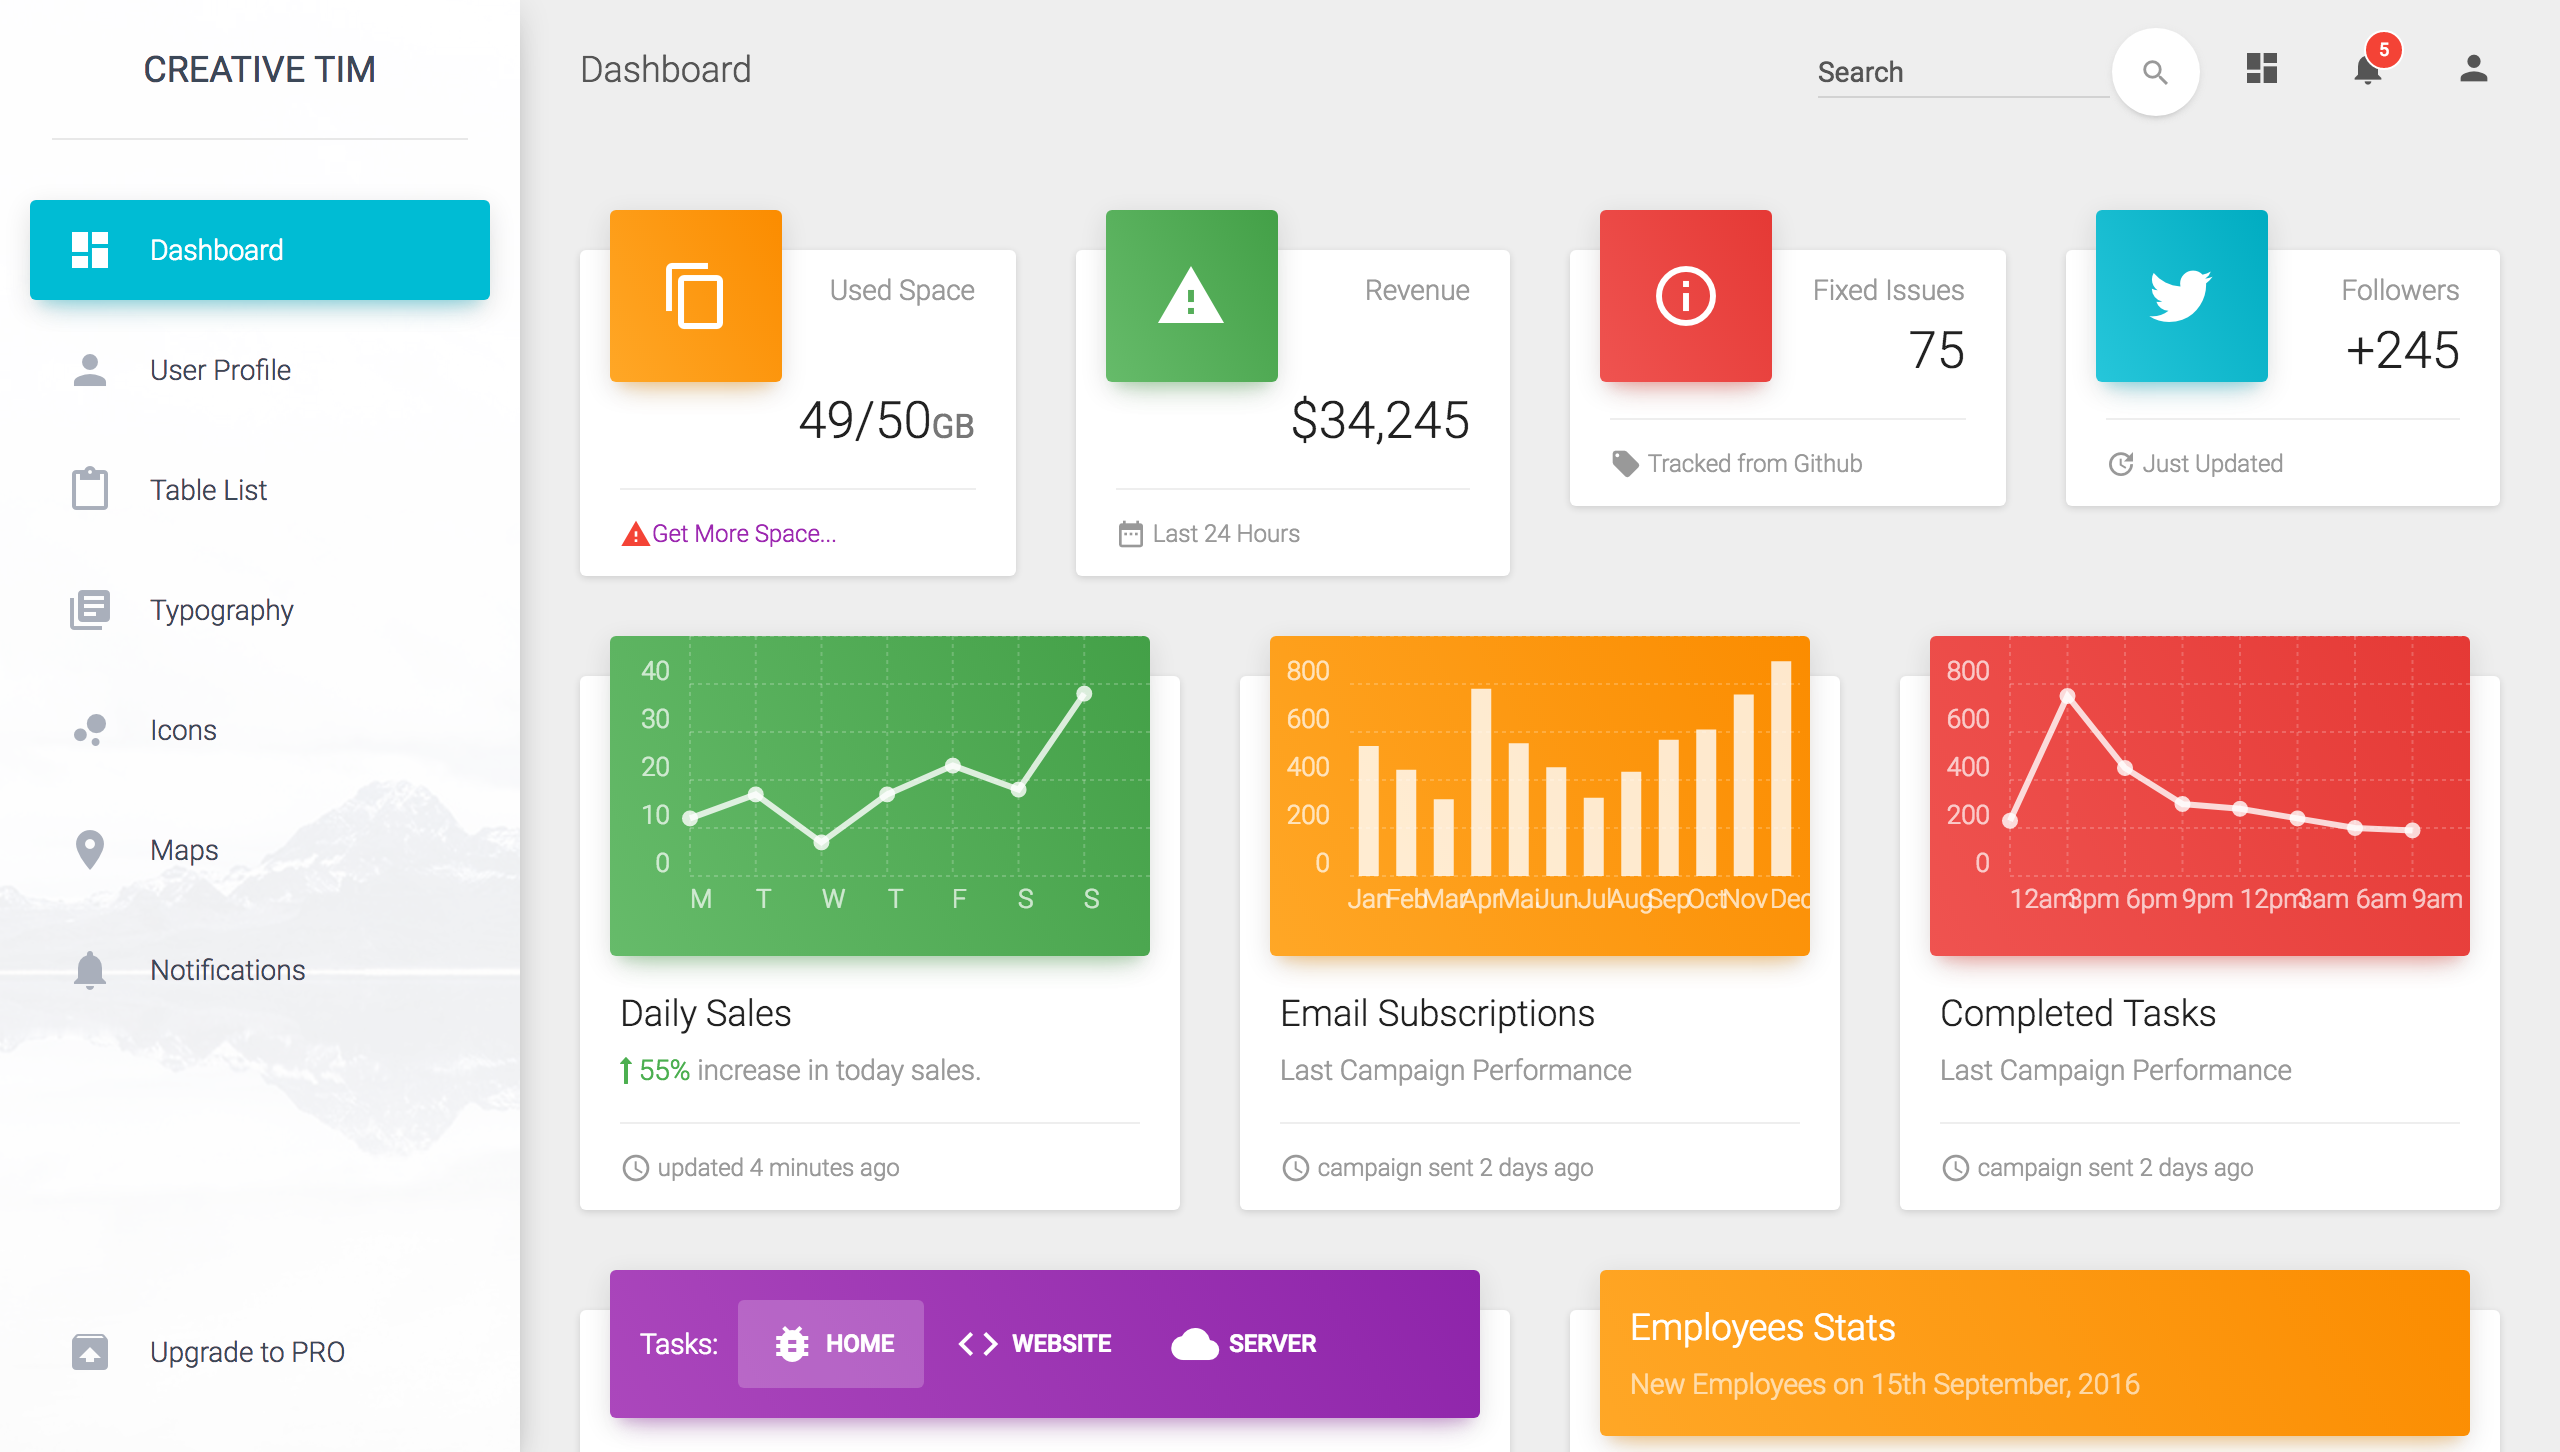 CREATIVE TIM
Dashboard
User Profile
Table List
Typography
Icons
Maps
Notifications
Upgrade to PRO
Dashboard
Search
5
Used Space
49/50GB
Get More Space...
Revenue
$34,245
Last 24 Hours
Fixed Issues
75
Tracked from Github
Followers
+245
Just Updated
40
30
20
10
0
M T W T F S S
Daily Sales
55% increase in today sales.
updated 4 minutes ago
800
600
400
200
0
Jan Feb Mar Apr Mai Jun Jul Aug Sep Oct Nov Dec
Email Subscriptions
Last Campaign Performance
campaign sent 2 days ago
800
600
400
200
0
12am 3pm 6pm 9pm 12pm 3am 6am 9am
Completed Tasks
Last Campaign Performance
campaign sent 2 days ago
Tasks: HOME WEBSITE SERVER
Employees Stats
New Employees on 15th September, 2016